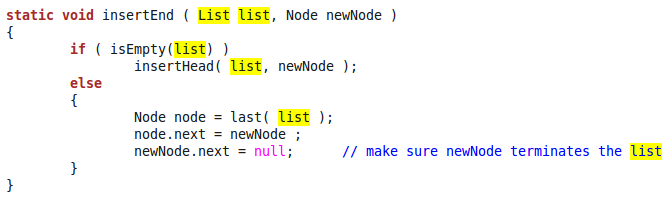 static void insertEnd ( List list, Node newNode )
{
        if ( isEmpty(list) )
                insertHead( list, newNode );
        else
        {
                Node node = last( list );
                node.next = newNode ;
                newNode.next = null;      // make sure newNode terminates the list
        }
}